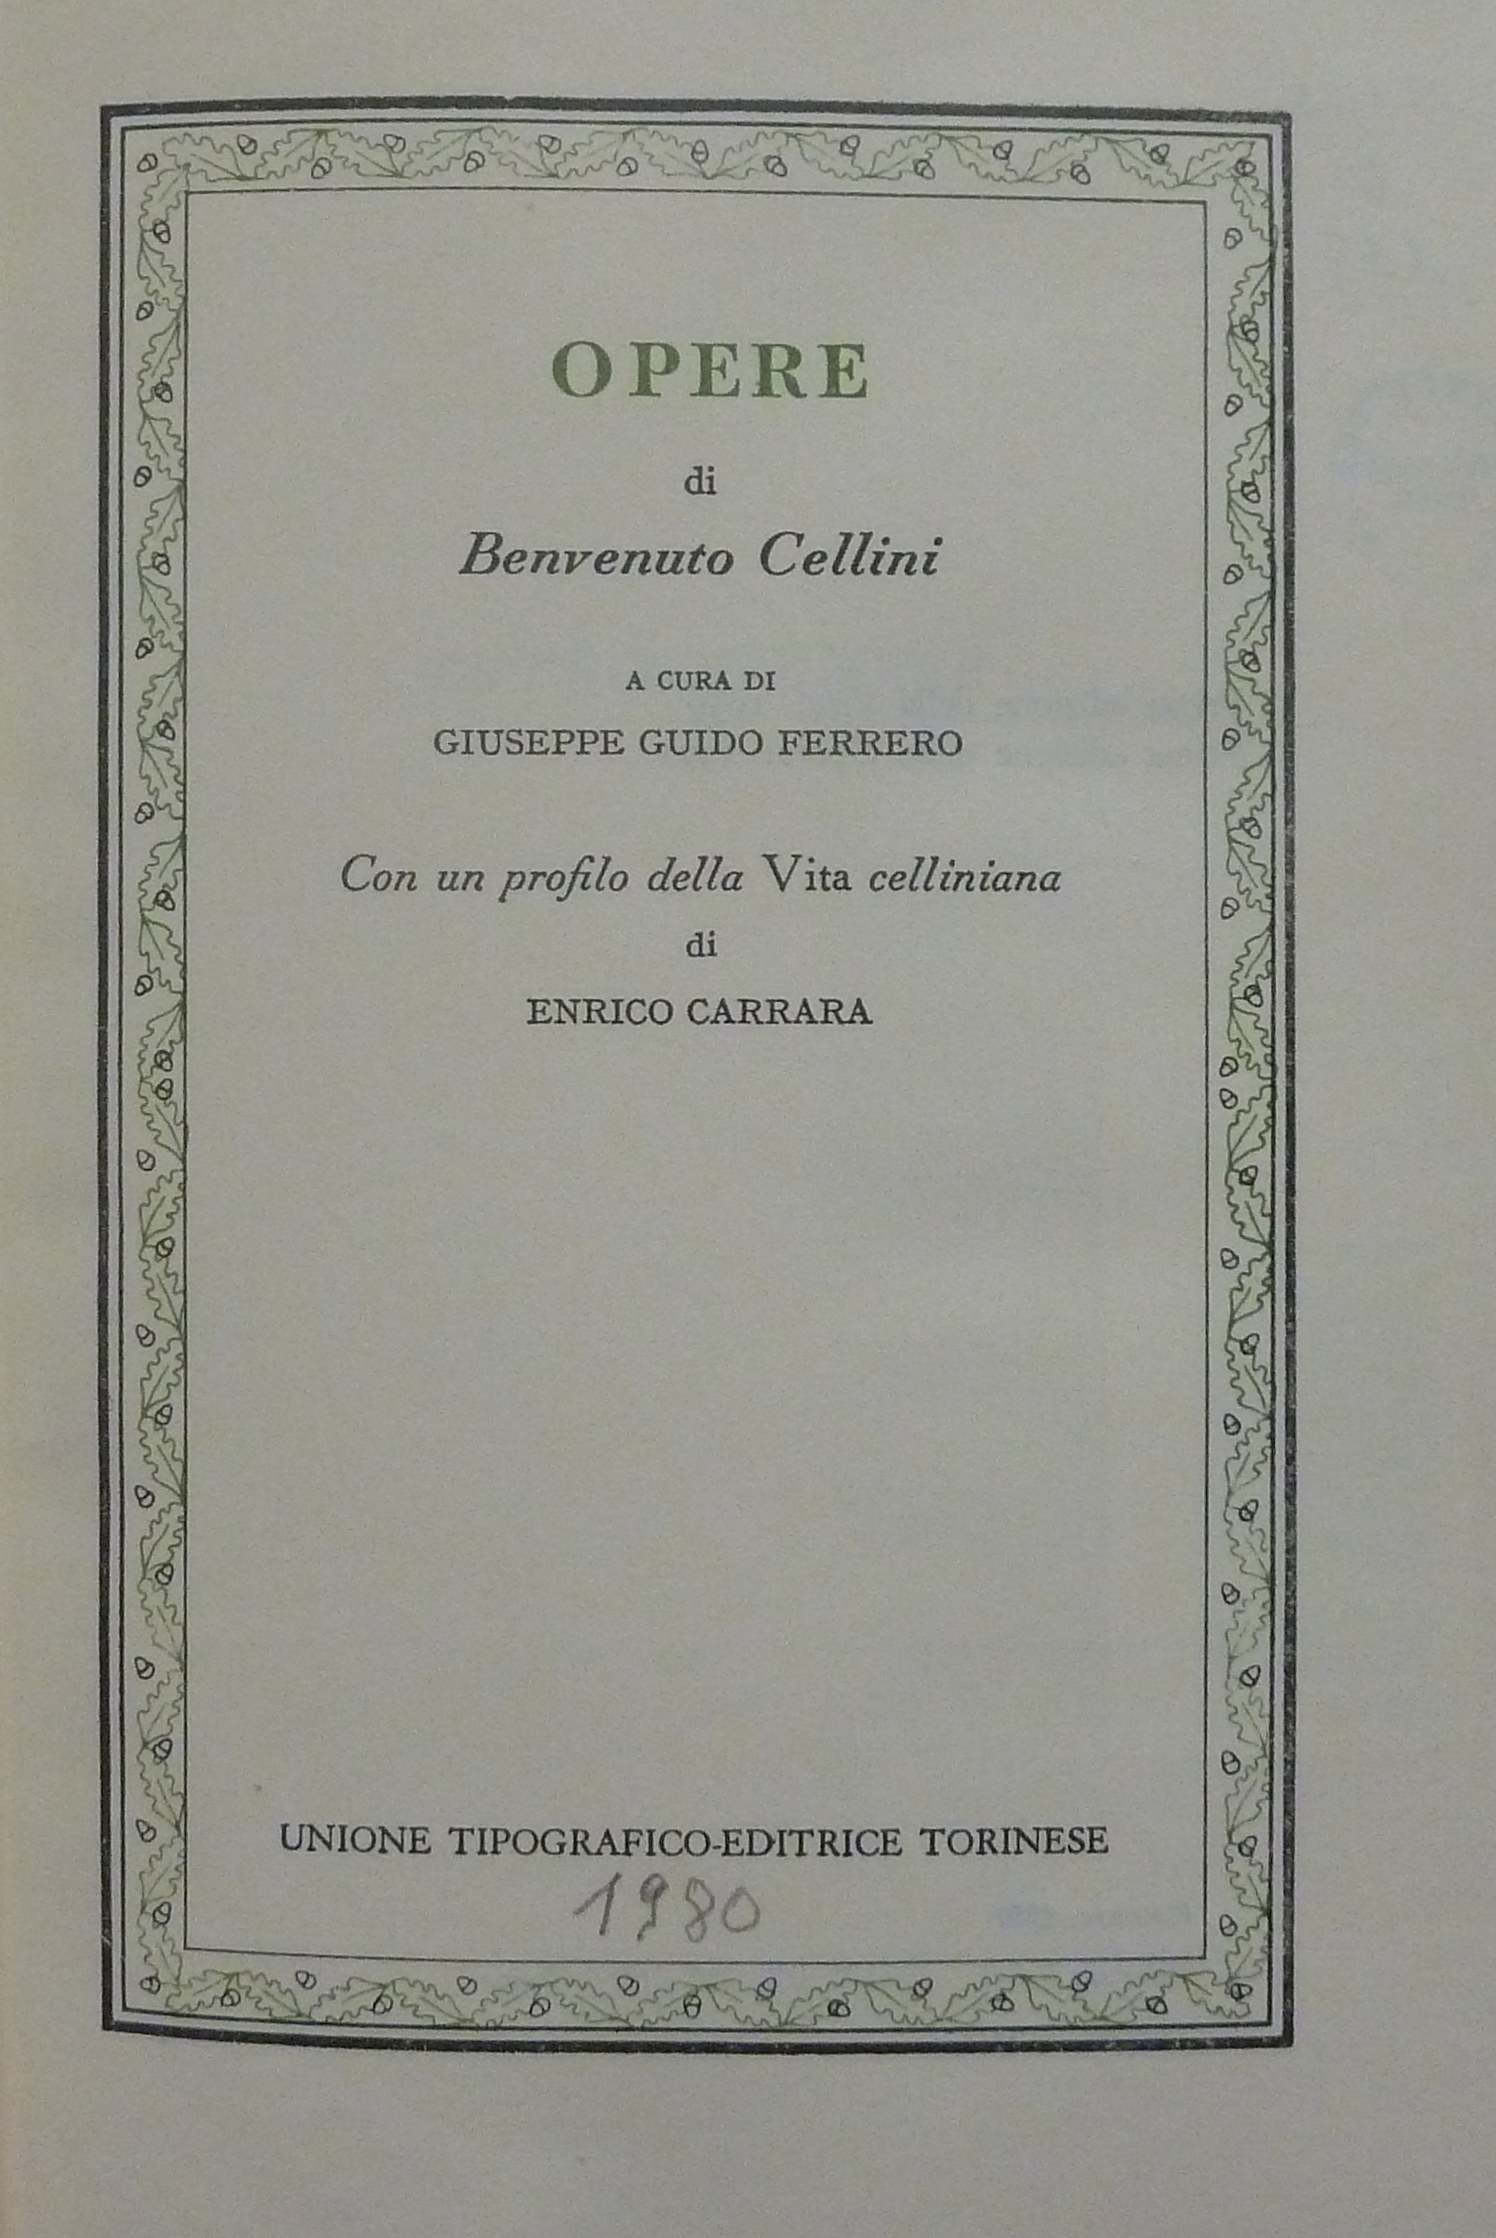 OPERE
di
Benvenuto Cellini
A CURA DI
GIUSEPPE GUIDO FERRERO
Con un profilo della Vita celliniana
di
ENRICO CARRARA
UNIONE TIPOGRAFICO-EDITRICE TORINESE
1980